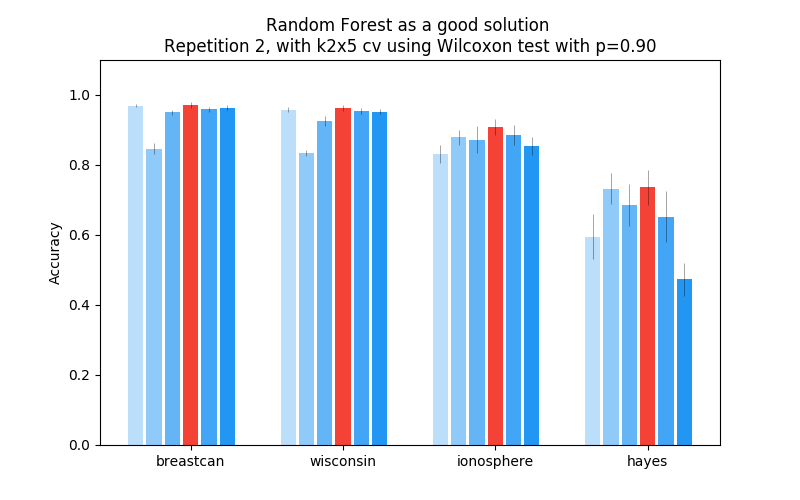 Random Forest as a good solution
Repetition 2, with k2x5 cv using Wilcoxon test with p=0.90
1.0
0.8
0.6
0.4
0.2
0.0
Accuracy
breastcan
wisconsin
ionosphere
hayes